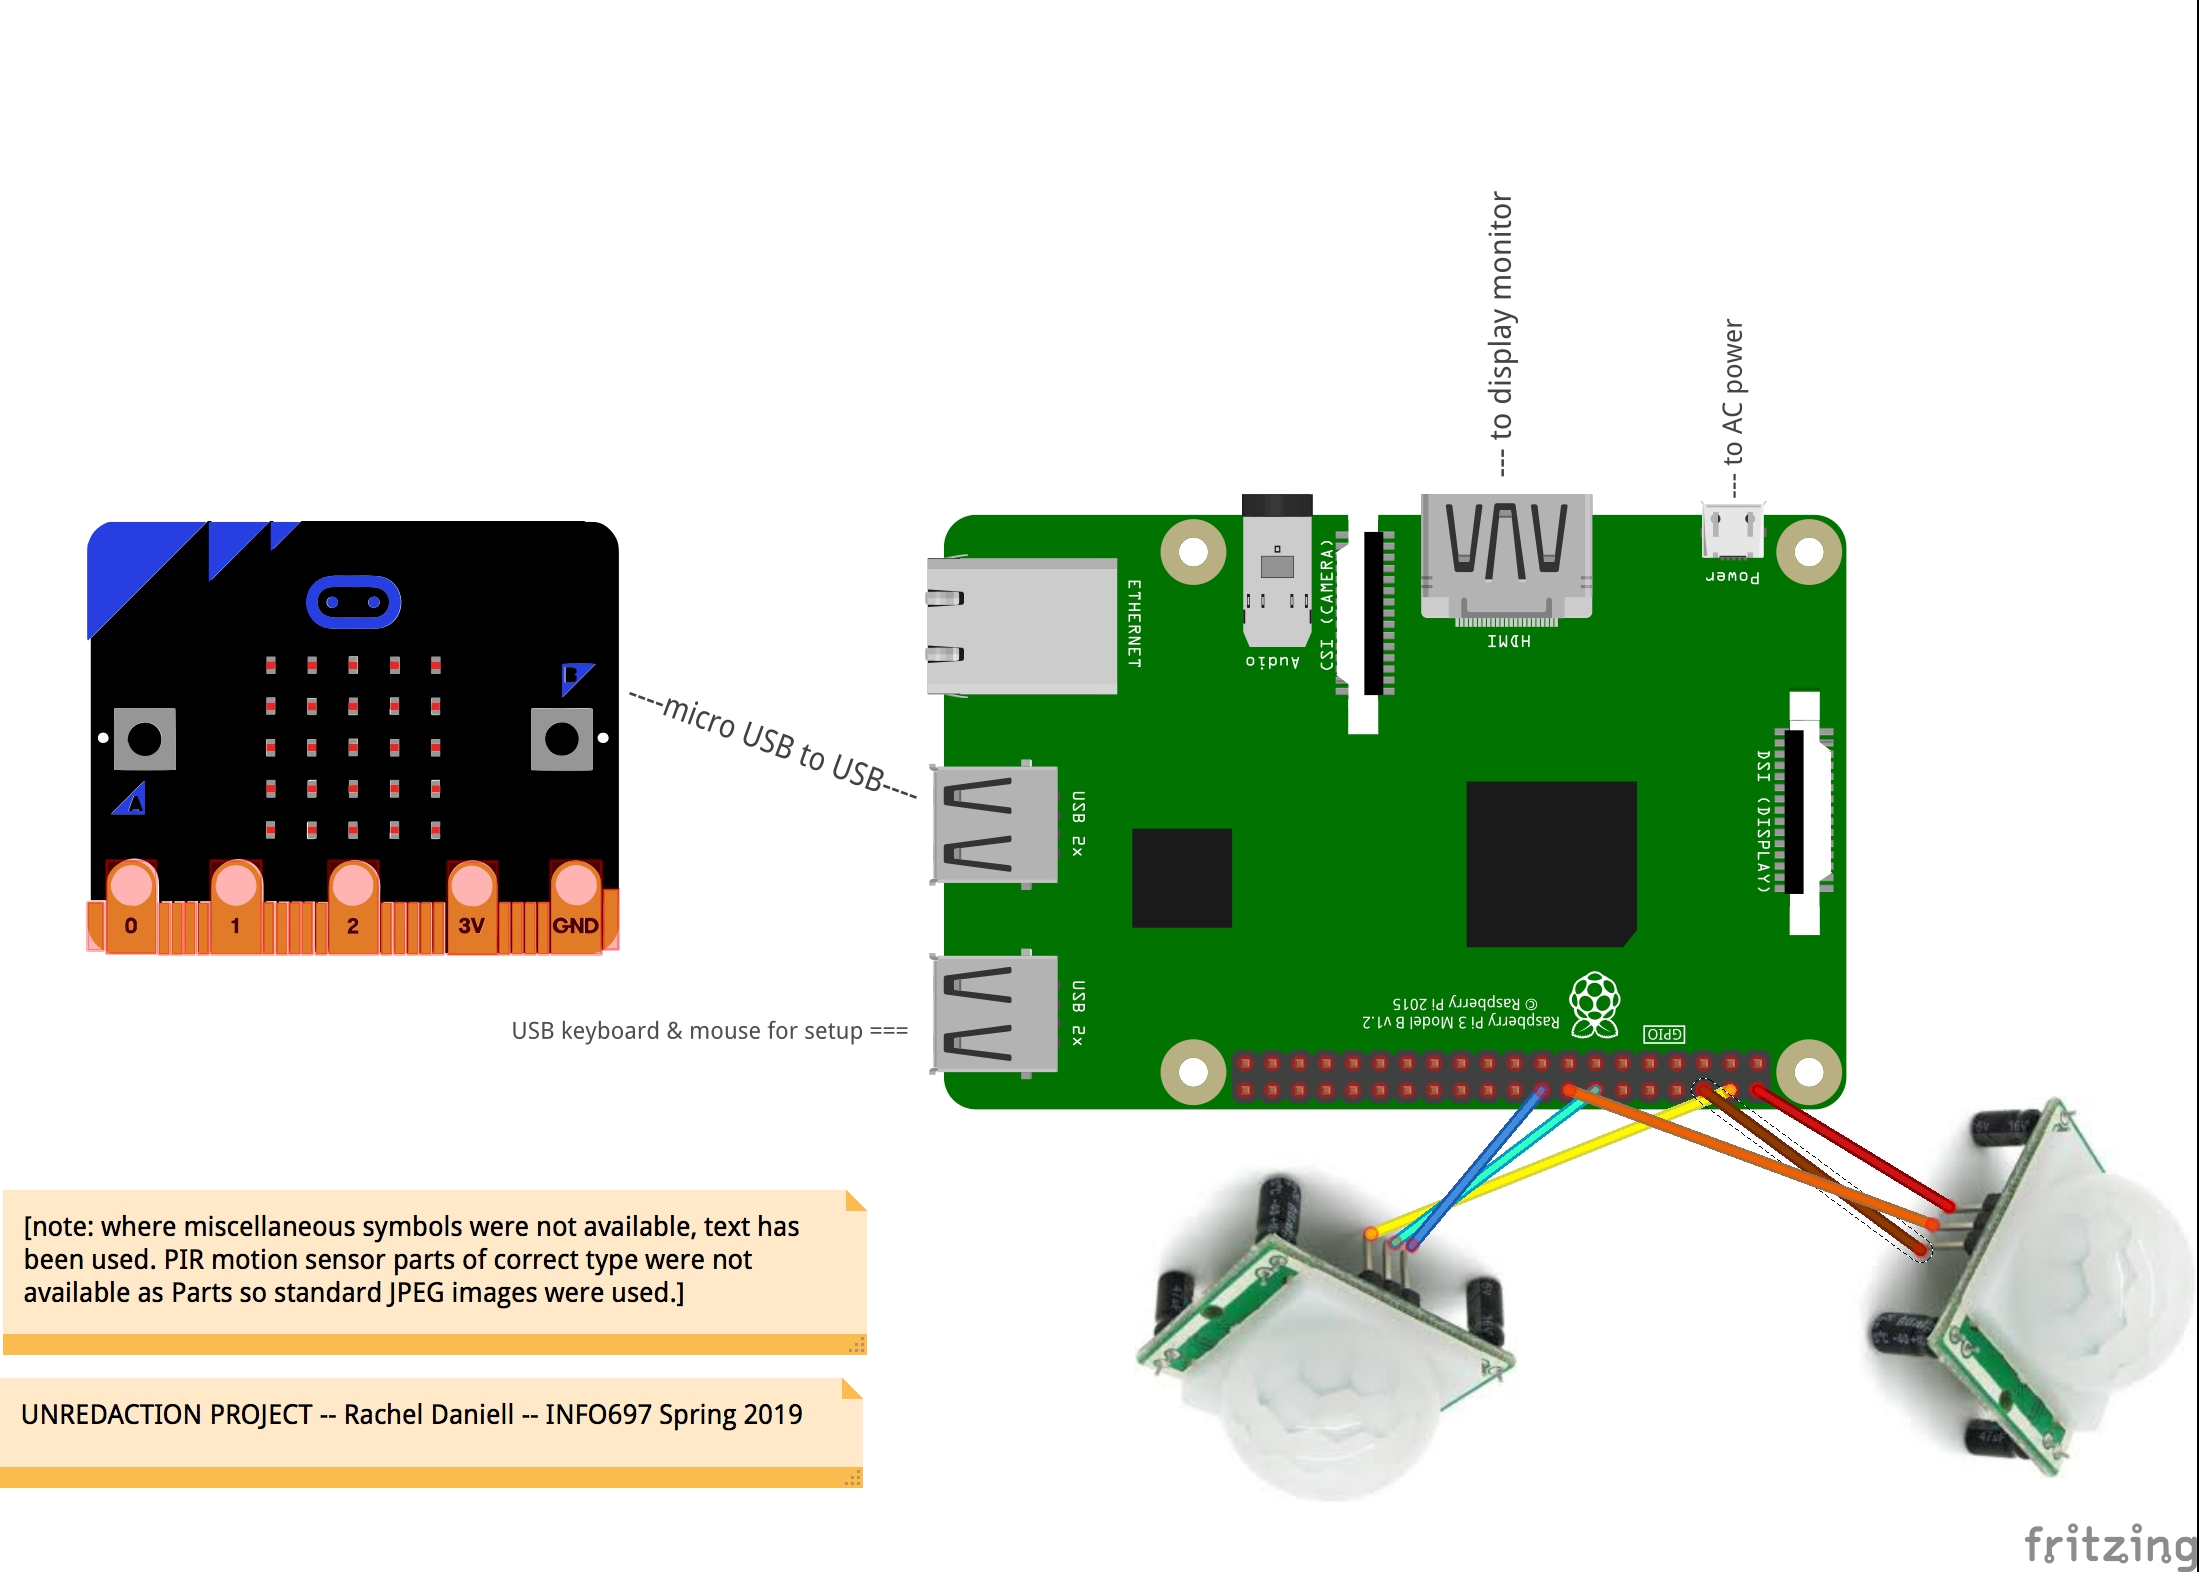 --- to display monitor
--- to AC power
Power
HDMI
ETHERNET
Audio
CSI (CAMERA)
B
----micro USB to USB----
DSI (DISPLAY)
USB 2x
A
0
1
2
3V
GND
USB 2x
© Raspberry Pi 2015
Raspberry Pi 3 Model B v1.2
GPIO
USB keyboard & mouse for setup ===
[note: where miscellaneous symbols were not available, text has
been used. PIR motion sensor parts of correct type were not
available as Parts so standard JPEG images were used.]
UNREDACTION PROJECT -- Rachel Daniell -- INFO697 Spring 2019
6V 16V
fritzing